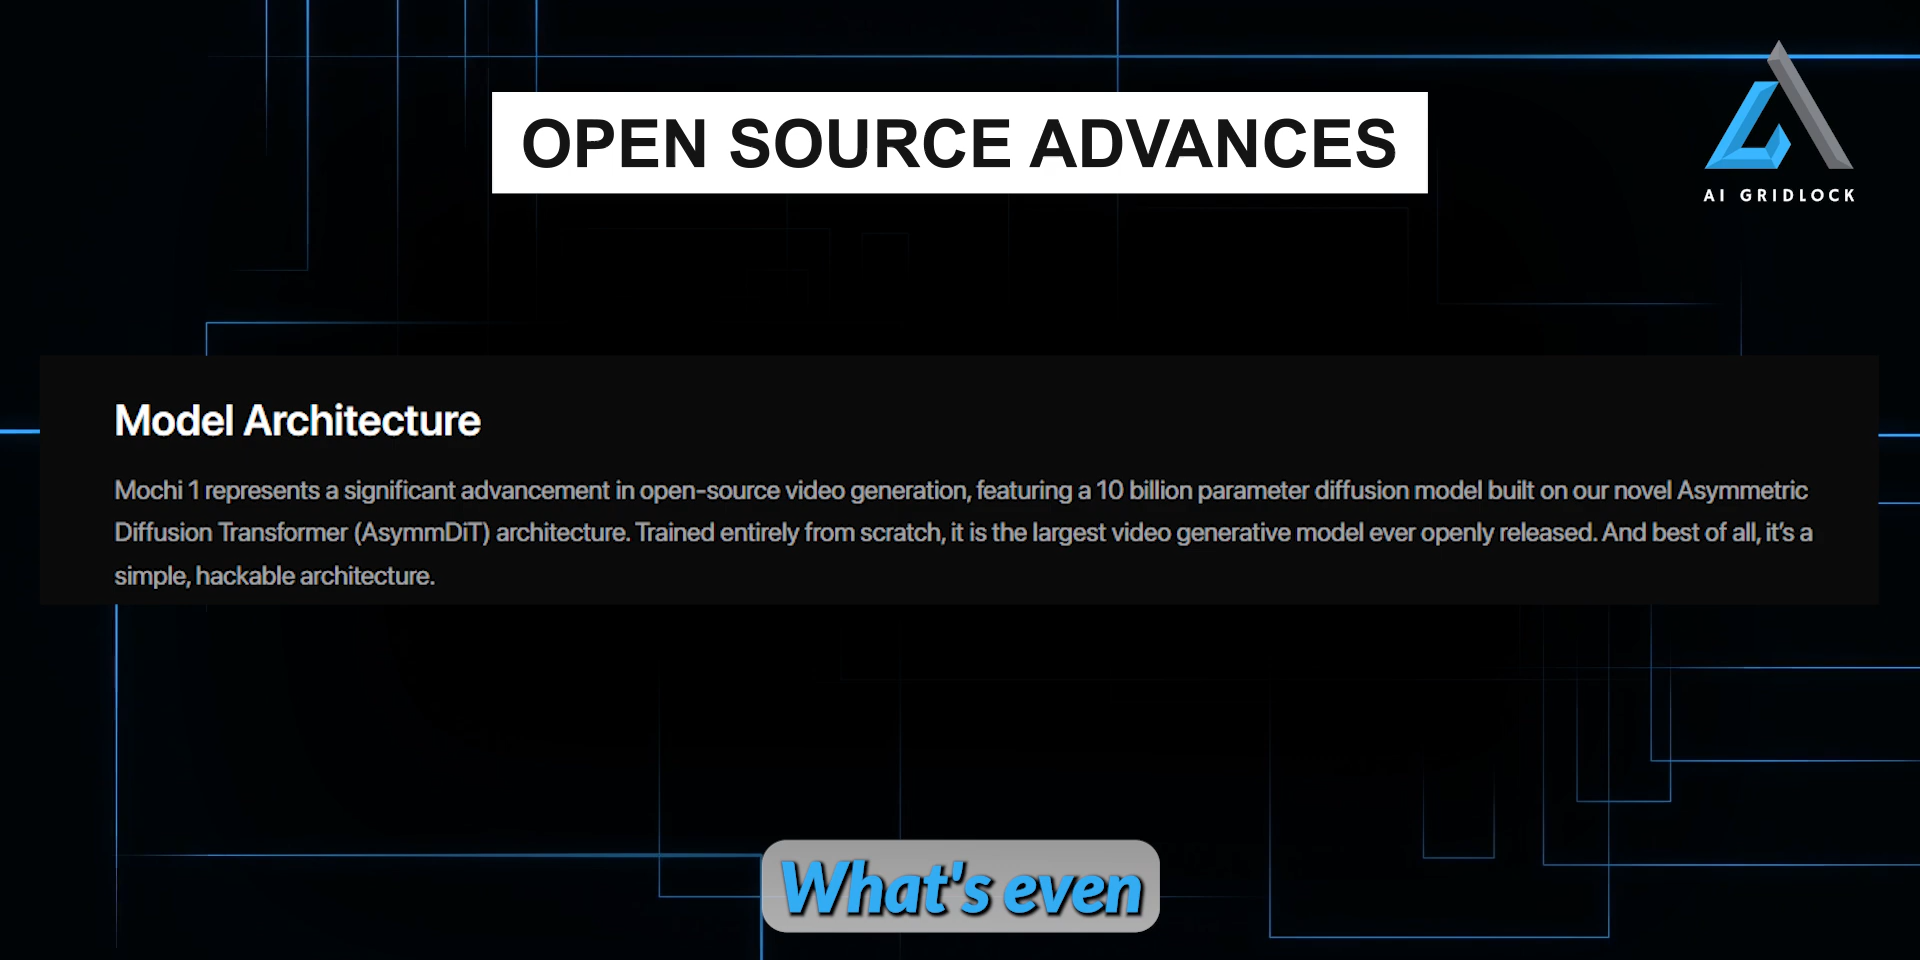 OPEN SOURCE ADVANCES
AI GRIDLOCK
Model Architecture
Mochi 1 represents a significant advancement in open-source video generation, featuring a 10 billion parameter diffusion model built on our novel Asymmetric
Diffusion Transformer (AsymmDiT) architecture. Trained entirely from scratch, it is the largest video generative model ever openly released. And best of all, it's a
simple, hackable architecture.
What's even